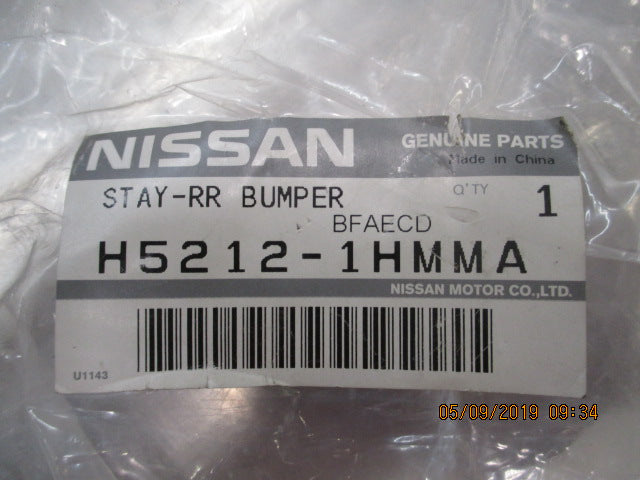 NISSAN
GENUINE PARTS
Made in China
STAY-RR BUMPER
Q'TY
1
BFAECD
H5212-1HMMA
NISSAN MOTOR CO.,LTD.
U1143
05/09/2019 09:34